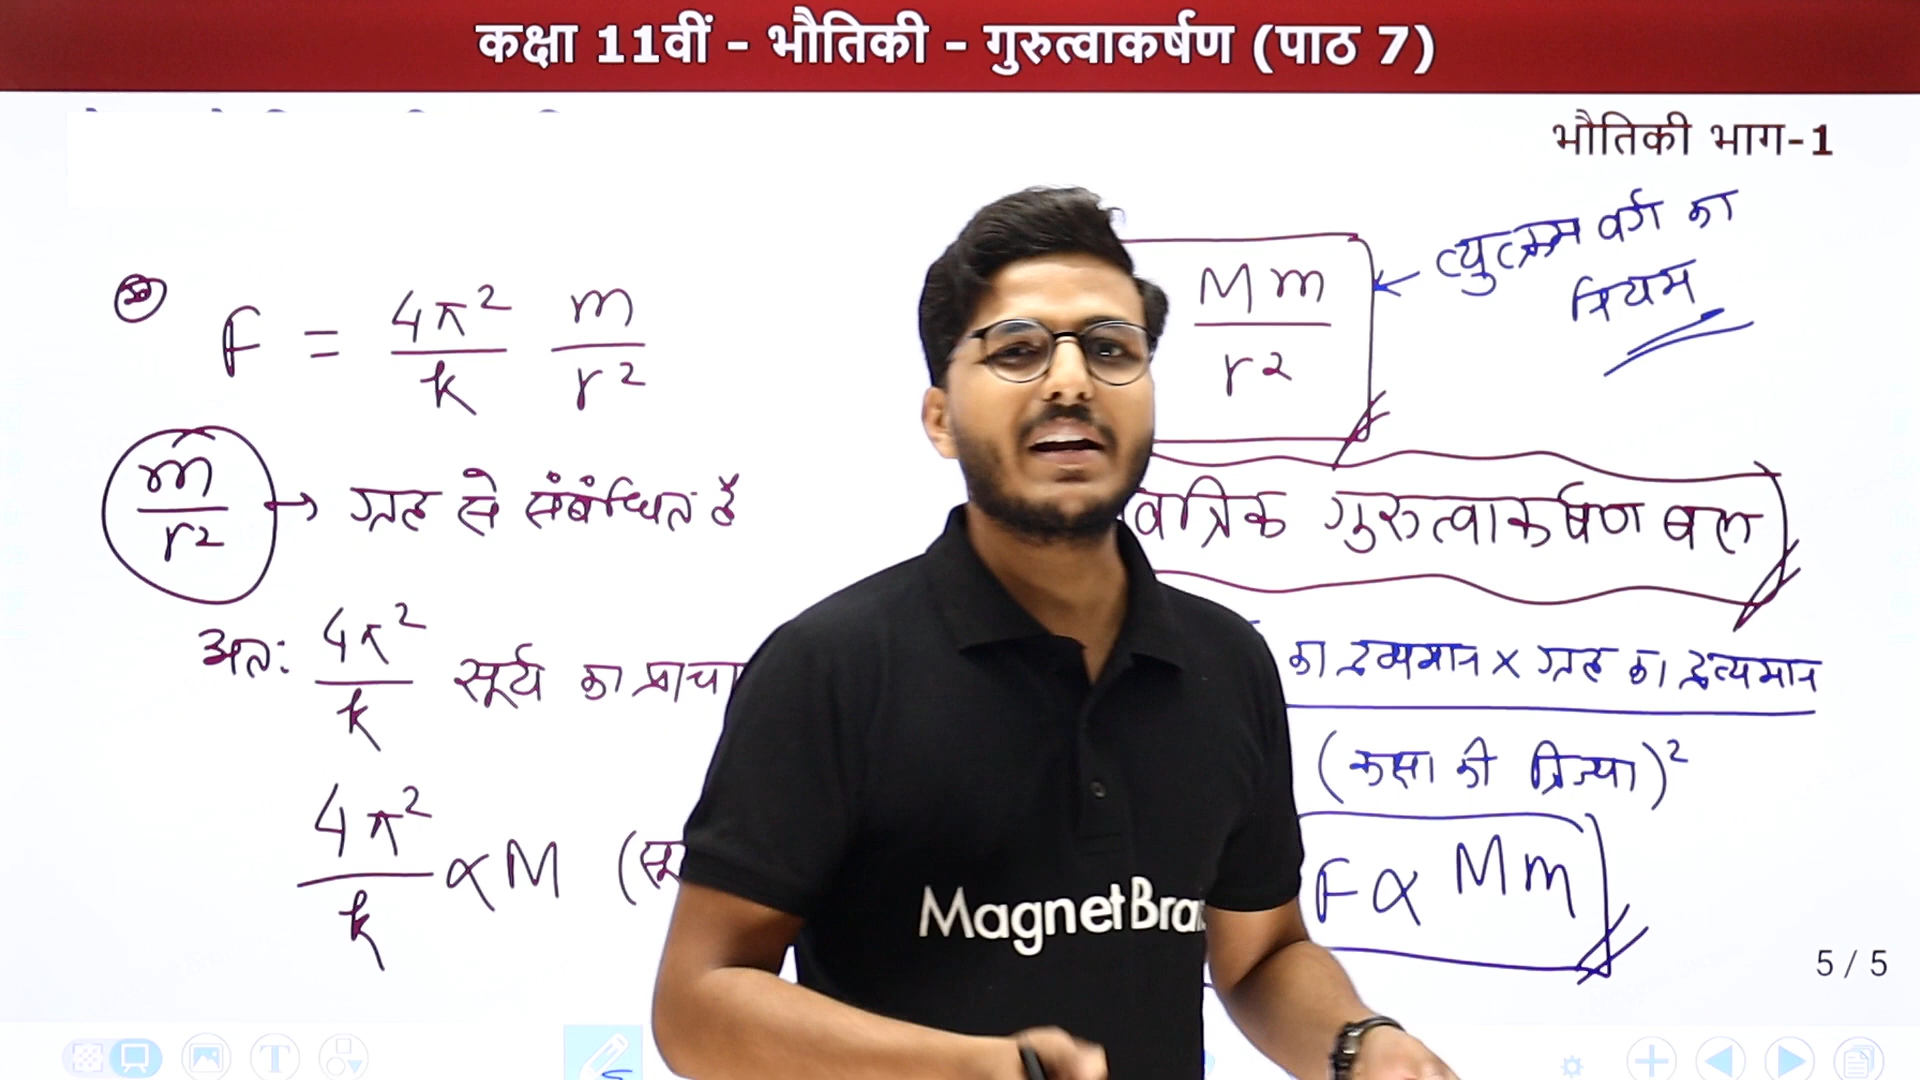 कक्षा 11वीं - भौतिकी - गुरुत्वाकर्षण (पाठ 7)
भौतिकी भाग-1
F = 4π² / k m / r²
m / r² → ग्रह से संबंधित है
अतः 4π² / k सूर्य का
4π² / k ∝ M
Mm / r²
← व्युत्क्रम वर्ग का
नियम
गुरुत्वाकर्षण बल
का द्रव्यमान × ग्रह का द्रव्यमान
(कक्षा की त्रिज्या)²
F ∝ Mm
MagnetBra
5 / 5